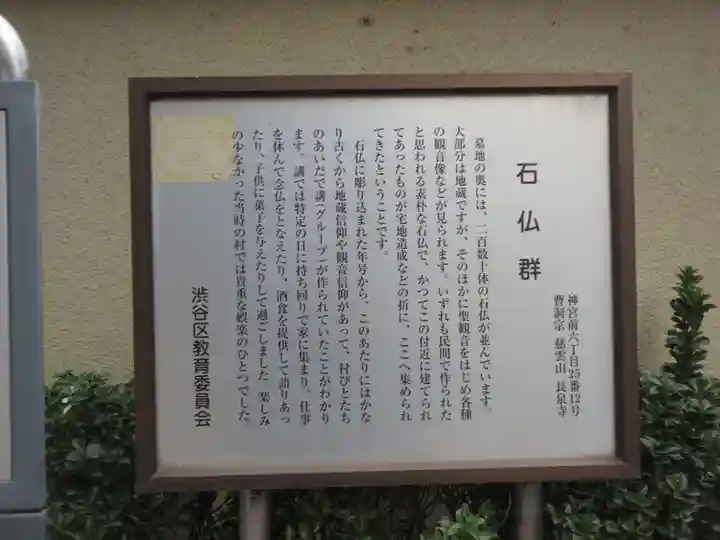 石仏群
神宮前六丁目25番12号
曹洞宗 慈雲山 長泉寺
墓地の奥には、二百数十体の石仏が並んでいます。
大部分は地蔵ですが、そのほかに聖観音をはじめ各種
の観音像などが見られます。いずれも民間で作られた
と思われる素朴な石仏で、かつてこの付近に建てられ
てあったものが宅地造成などの折に、ここへ集められ
てきたということです。
石仏に彫り込まれた年号から、このあたりにはかな
り古くから地蔵信仰や観音信仰があって、村びとたち
のあいだで講(グループ)が作られていたことがわかり
ます。講では特定の日に持ち回りで家に集まり、仕事
を休んで念仏をとなえたり、酒食を提供して語りあっ
たり、子供に菓子を与えたりして過ごしました 楽しみ
の少なかった当時の村では貴重な娯楽のひとつでした
渋谷区教育委員会